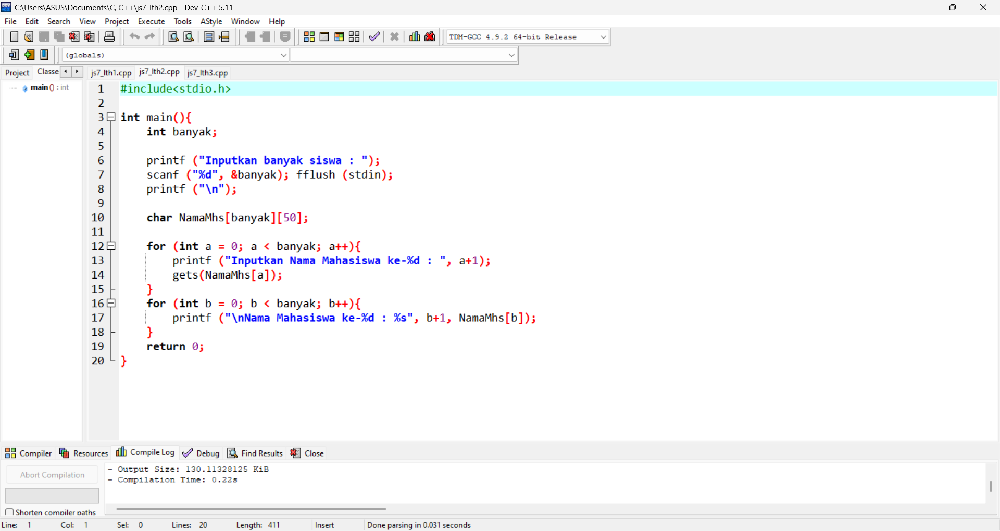 C:\Users\ASUS\Documents\C, C++\js7_lth2.cpp - Dev-C++ 5.11
File Edit Search View Project Execute Tools AStyle Window Help
TDM-GCC 4.9.2 64-bit Release
(globals)
Project Classe js7_lth1.cpp js7_lth2.cpp js7_lth3.cpp
main () : int
1 #include<stdio.h>
2
3 int main(){
4 int banyak;
5
6 printf ("Inputkan banyak siswa : ");
7 scanf ("%d", &banyak); fflush (stdin);
8 printf ("\n");
9
10 char NamaMhs[banyak][50];
11
12 for (int a = 0; a < banyak; a++){
13 printf ("Inputkan Nama Mahasiswa ke-%d : ", a+1);
14 gets(NamaMhs[a]);
15 }
16 for (int b = 0; b < banyak; b++){
17 printf ("\nNama Mahasiswa ke-%d : %s", b+1, NamaMhs[b]);
18 }
19 return 0;
20 }
Compiler Resources Compile Log Debug Find Results Close
Abort Compilation
- Output Size: 130.11328125 KiB
- Compilation Time: 0.22s
Shorten compiler paths
Line: 1 Col: 1 Sel: 0 Lines: 20 Length: 411 Insert Done parsing in 0.031 seconds